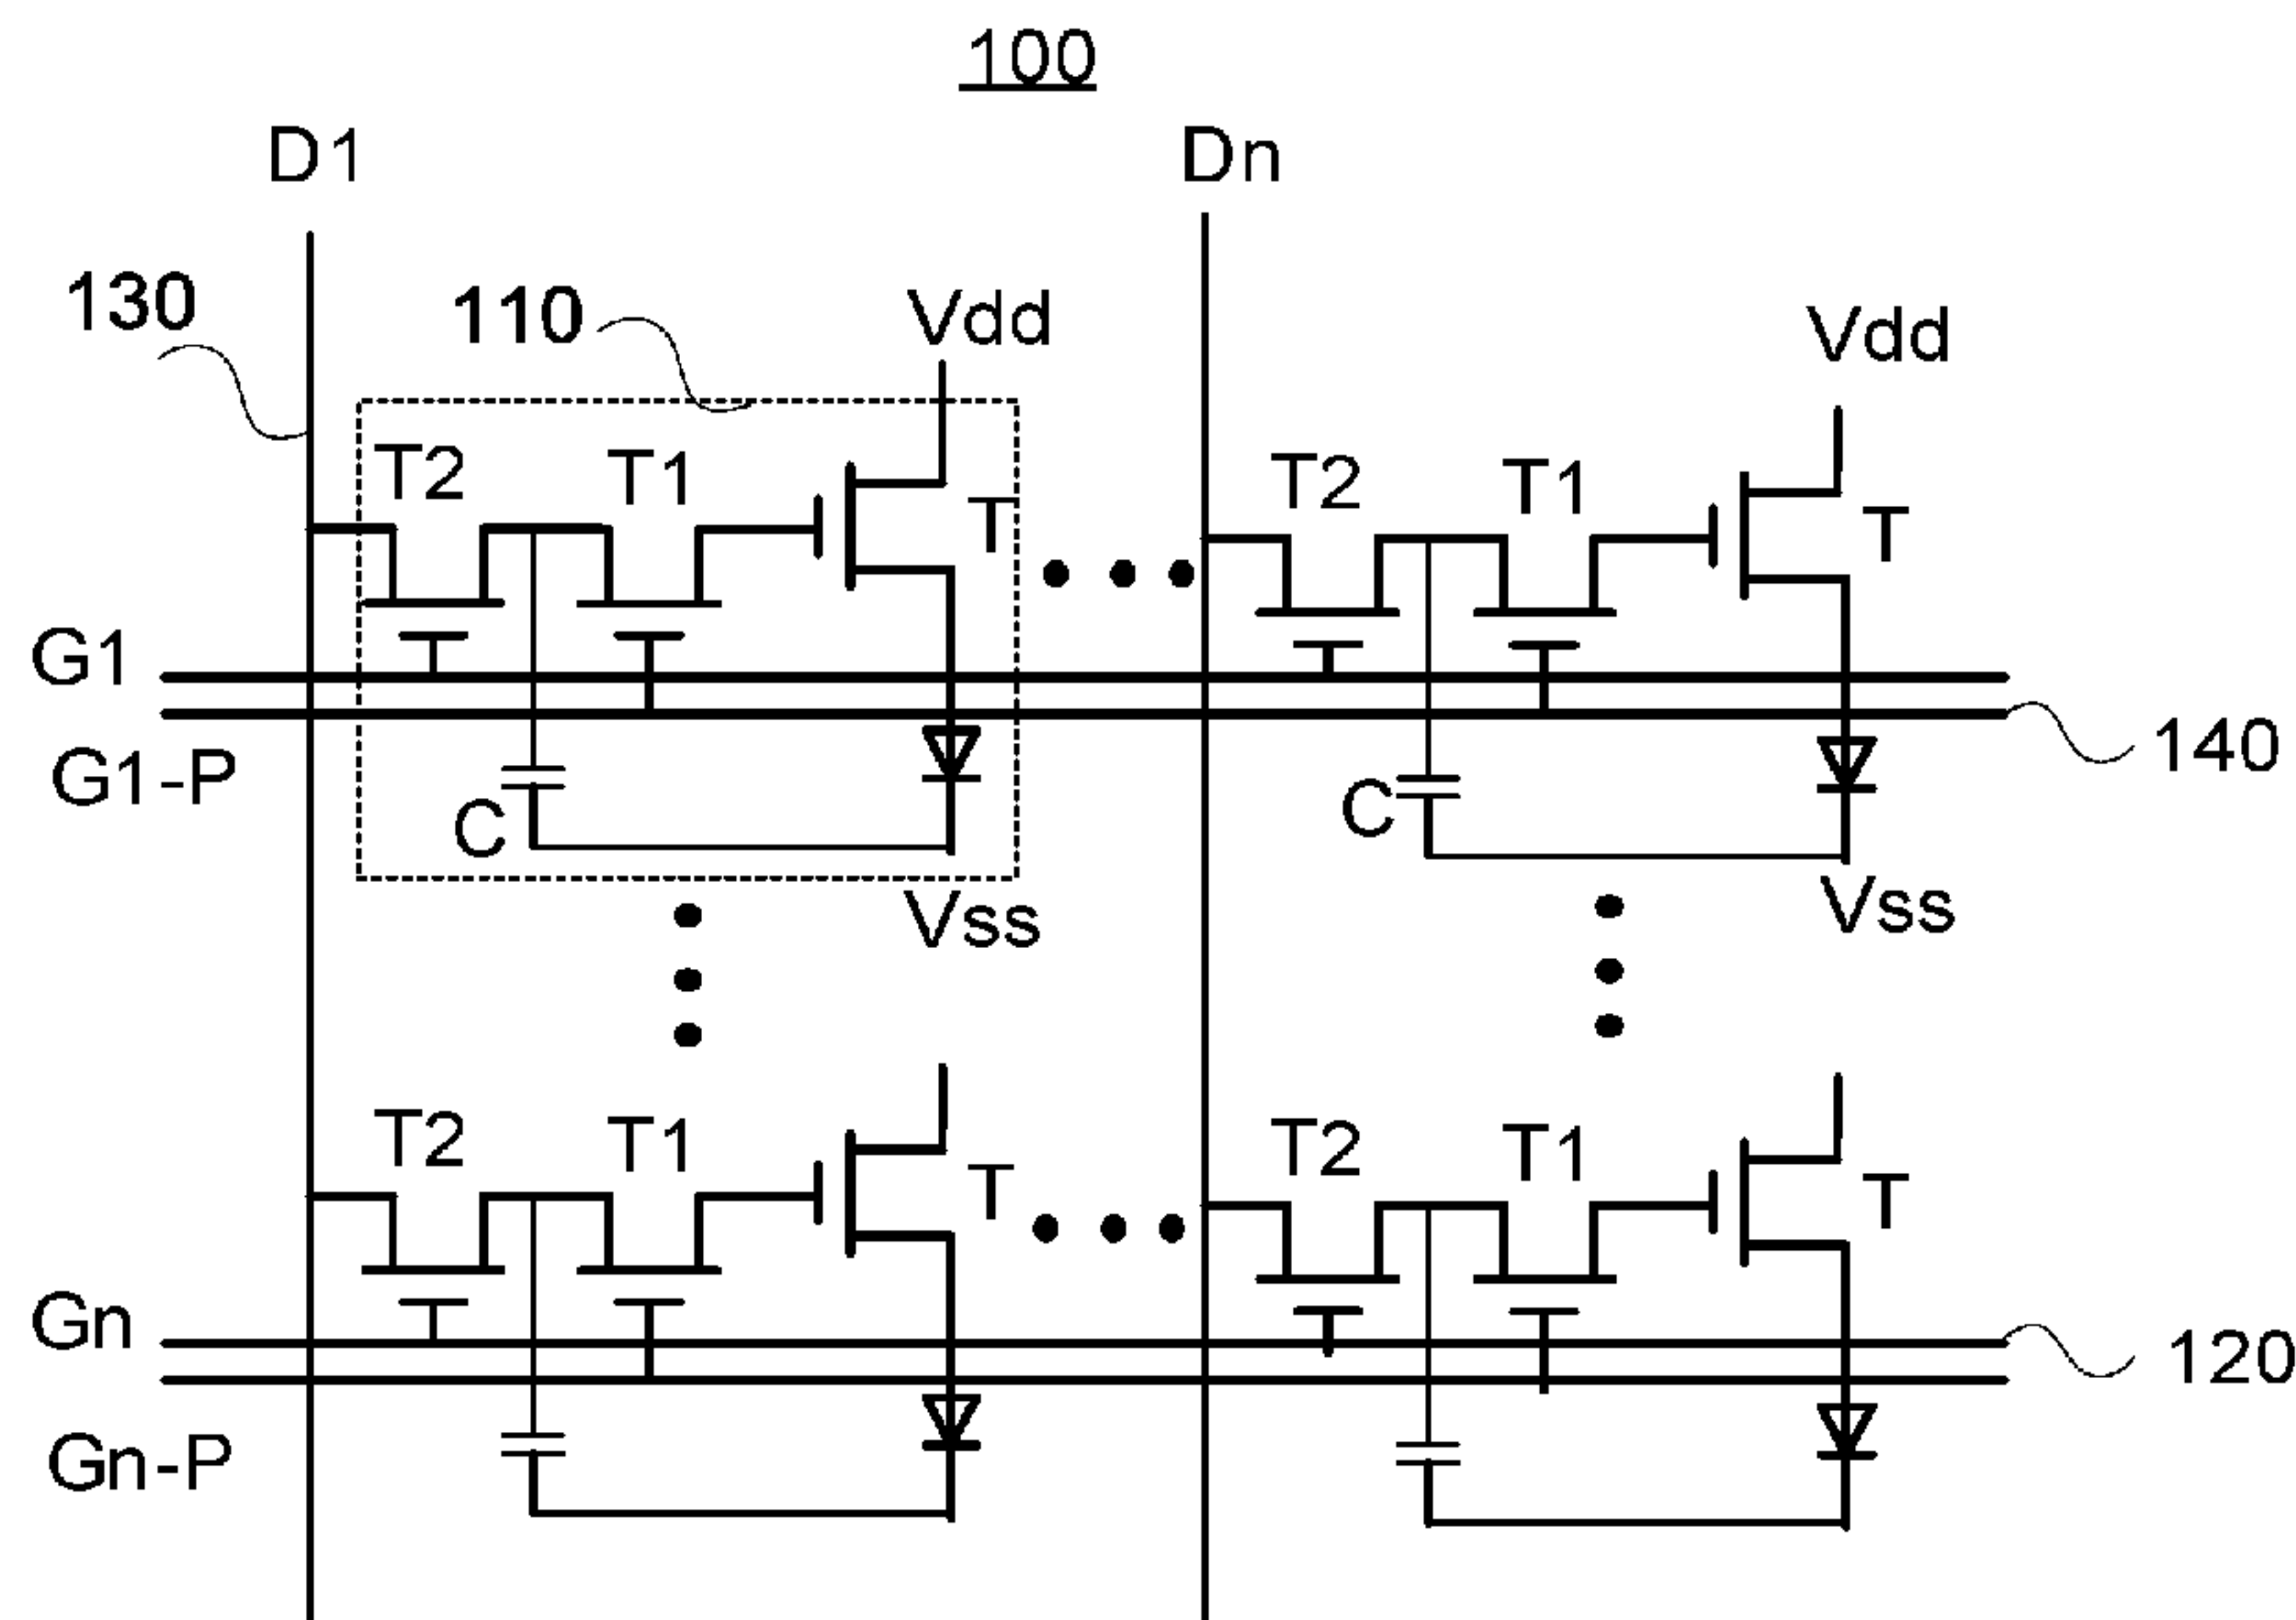 100
D1 Dn
130 110 Vdd Vdd
T2 T1 T T2 T1 T
G1
G1-P C C 140
Vss Vss
T2 T1 T T2 T1 T
Gn 120
Gn-P